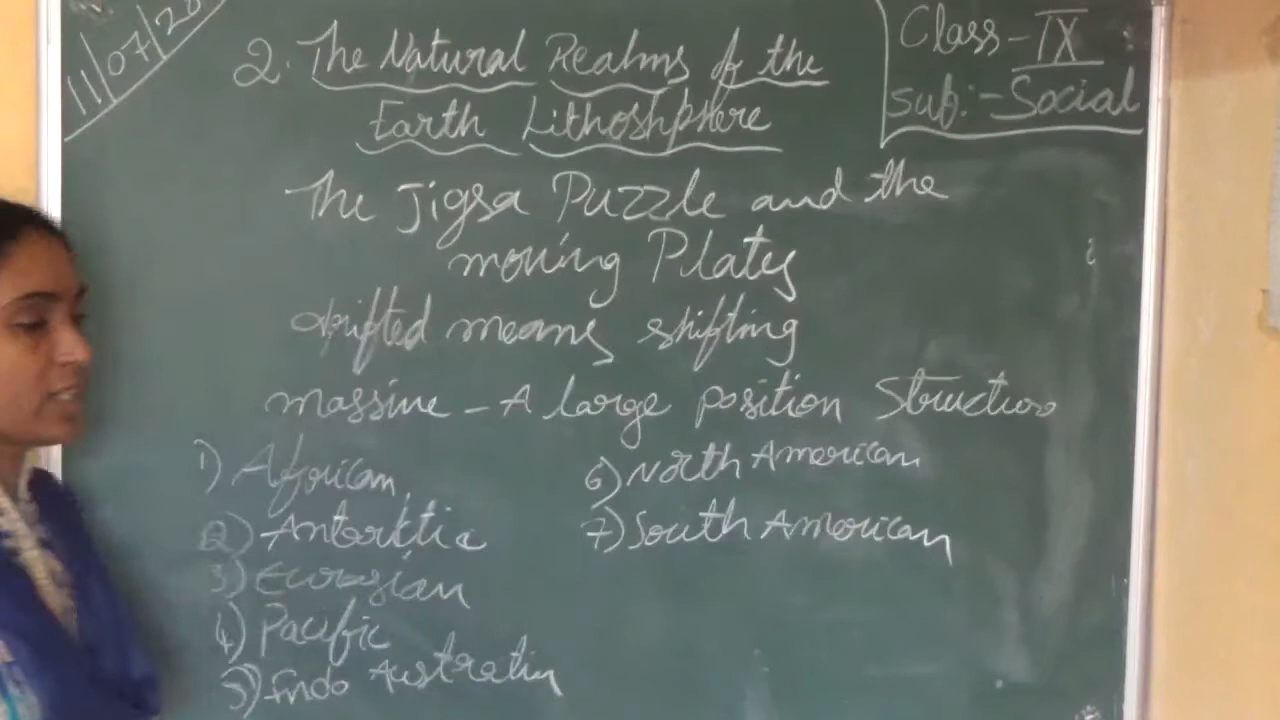 11/07/20
Class - IX
Sub:- Social
2. The Natural Realms of the
Earth Lithoshphere
The Jigsa Puzzle and the
moving Plates
drifted means shifting
massive - A large position Structure
1) African
2) Antarktic
3) Eurasian
4) Pacific
5) Indo Australian
6) North American
7) South American